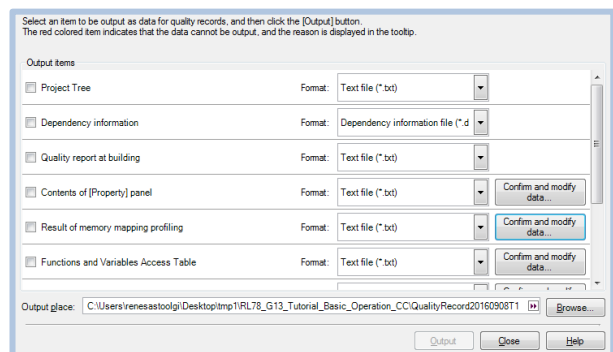 Select an item to be output as data for quality records, and then click the [Output] button.
The red colored item indicates that the data cannot be output, and the reason is displayed in the tooltip.
Output items
Project Tree Format: Text file (*.txt)
Dependency information Format: Dependency information file (*.d
Quality report at building Format: Text file (*.txt)
Contents of [Property] panel Format: Text file (*.txt) Confirm and modify data...
Result of memory mapping profiling Format: Text file (*.txt) Confirm and modify data...
Functions and Variables Access Table Format: Text file (*.txt) Confirm and modify data...
Output place: C:\Users\renesastoolgi\Desktop\tmp1\RL78_G13_Tutorial_Basic_Operation_CC\QualityRecord20160908T1 Browse...
Output Close Help